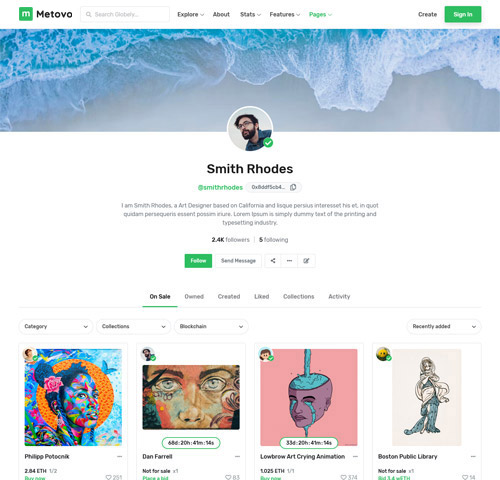 m Metovo
Search Globely...
Explore About Stats Features Pages
Create Sign In
Smith Rhodes
@smithrhodes 0x8ddf5cb4...
I am Smith Rhodes, a Art Designer based on California and iisque persius interesset his et, in quot
quidam persequeris essent possim iriure. Lorem Ipsum is simply dummy text of the printing and
typesetting industry.
2.4K followers 5 following
Follow Send Message
On Sale Owned Created Liked Collections Activity
Category Collections Blockchain Recently added
68d : 20h : 41m : 14s 33d : 20h : 41m : 14s
Philipp Potocnik Dan Farrell Lowbrow Art Crying Animation Boston Public Library
2.84 ETH 1/2 Not for sale x1 1.025 ETH 1/1 Not for sale x1
Buy now 251 Place a bid 83 Buy now 374 Bid 3.4 wETH 14